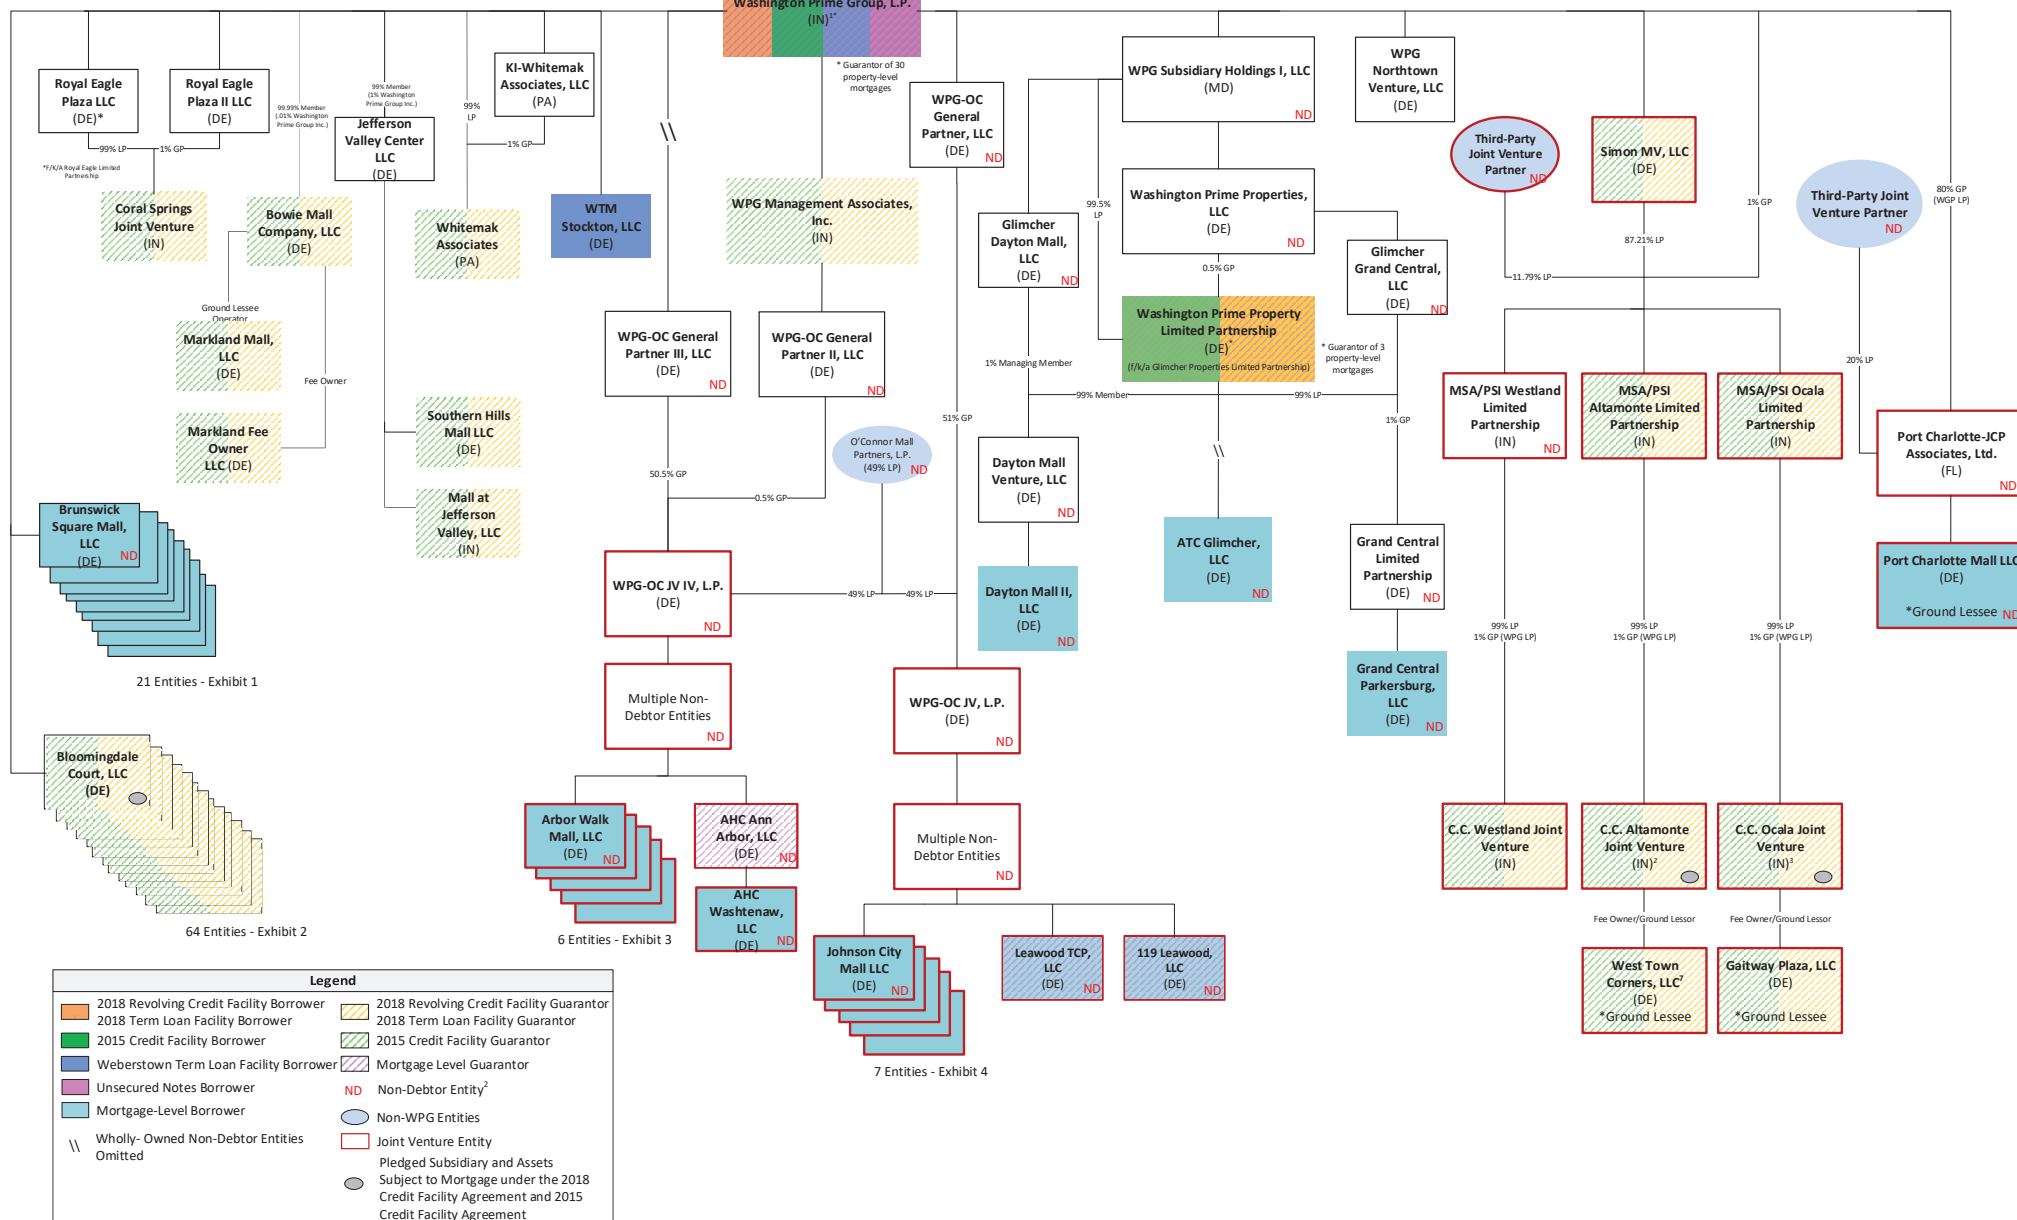 Washington Prime Group, L.P.
(IN)1*
* Guarantor of 30
property-level
mortgages
Royal Eagle
Plaza LLC
(DE)*
Royal Eagle
Plaza II LLC
(DE)
99% LP
1% GP
*F/K/A Royal Eagle Limited
Partnership
Coral Springs
Joint Venture
(IN)
99.99% Member
(.01% Washington
Prime Group Inc.)
Bowie Mall
Company, LLC
(DE)
Ground Lessee
Operator
Markland Mall,
LLC
(DE)
Fee Owner
Markland Fee
Owner
LLC (DE)
99% Member
(1% Washington
Prime Group Inc.)
Jefferson
Valley Center
LLC
(DE)
99%
LP
KI-Whitemak
Associates, LLC
(PA)
1% GP
Whitemak
Associates
(PA)
Southern Hills
Mall LLC
(DE)
Mall at
Jefferson
Valley, LLC
(IN)
WTM
Stockton, LLC
(DE)
\\
WPG Management Associates,
Inc.
(IN)
WPG-OC General
Partner III, LLC
(DE)
ND
WPG-OC General
Partner II, LLC
(DE)
ND
50.5% GP
0.5% GP
WPG-OC
General
Partner, LLC
(DE)
ND
51% GP
O'Connor Mall
Partners, L.P.
(49% LP)
ND
WPG-OC JV IV, L.P.
(DE)
ND
49% LP
49% LP
Multiple Non-
Debtor Entities
ND
Arbor Walk
Mall, LLC
(DE)
ND
6 Entities - Exhibit 3
AHC Ann
Arbor, LLC
(DE)
ND
AHC
Washtenaw,
LLC
(DE)
ND
WPG-OC JV, L.P.
(DE)
ND
Multiple Non-
Debtor Entities
ND
Johnson City
Mall LLC
(DE)
ND
7 Entities - Exhibit 4
Leawood TCP,
LLC
(DE)
ND
119 Leawood,
LLC
(DE)
ND
WPG Subsidiary Holdings I, LLC
(MD)
ND
99.5%
LP
Washington Prime Properties,
LLC
(DE)
ND
0.5% GP
Washington Prime Property
Limited Partnership
(DE)*
(f/k/a Glimcher Properties Limited Partnership)
* Guarantor of 3
property-level
mortgages
Glimcher
Dayton Mall,
LLC
(DE)
ND
1% Managing Member
99% Member
99% LP
\\
Dayton Mall
Venture, LLC
(DE)
ND
Dayton Mall II,
LLC
(DE)
ND
ATC Glimcher,
LLC
(DE)
ND
WPG
Northtown
Venture, LLC
(DE)
Glimcher
Grand Central,
LLC
(DE)
ND
1% GP
Grand Central
Limited
Partnership
(DE)
ND
Grand Central
Parkersburg,
LLC
(DE)
ND
Third-Party
Joint Venture
Partner
ND
11.79% LP
Simon MV, LLC
(DE)
87.21% LP
1% GP
MSA/PSI Westland
Limited
Partnership
(IN)
ND
MSA/PSI
Altamonte Limited
Partnership
(IN)
MSA/PSI Ocala
Limited
Partnership
(IN)
99% LP
1% GP (WPG LP)
99% LP
1% GP (WPG LP)
99% LP
1% GP (WPG LP)
C.C. Westland Joint
Venture
(IN)
C.C. Altamonte
Joint Venture
(IN)2
C.C. Ocala Joint
Venture
(IN)3
Fee Owner/Ground Lessor
Fee Owner/Ground Lessor
West Town
Corners, LLC7
(DE)
*Ground Lessee
Gaitway Plaza, LLC
(DE)
*Ground Lessee
Third-Party Joint
Venture Partner
ND
20% LP
80% GP
(WGP LP)
Port Charlotte-JCP
Associates, Ltd.
(FL)
ND
Port Charlotte Mall LLC
(DE)
*Ground Lessee
ND
Brunswick
Square Mall,
LLC
(DE)
ND
21 Entities - Exhibit 1
Bloomingdale
Court, LLC
(DE)
64 Entities - Exhibit 2
Legend
2018 Revolving Credit Facility Borrower
2018 Term Loan Facility Borrower
2015 Credit Facility Borrower
Weberstown Term Loan Facility Borrower
Unsecured Notes Borrower
Mortgage-Level Borrower
\\ Wholly- Owned Non-Debtor Entities
Omitted
2018 Revolving Credit Facility Guarantor
2018 Term Loan Facility Guarantor
2015 Credit Facility Guarantor
Mortgage Level Guarantor
ND Non-Debtor Entity2
Non-WPG Entities
Joint Venture Entity
Pledged Subsidiary and Assets
Subject to Mortgage under the 2018
Credit Facility Agreement and 2015
Credit Facility Agreement